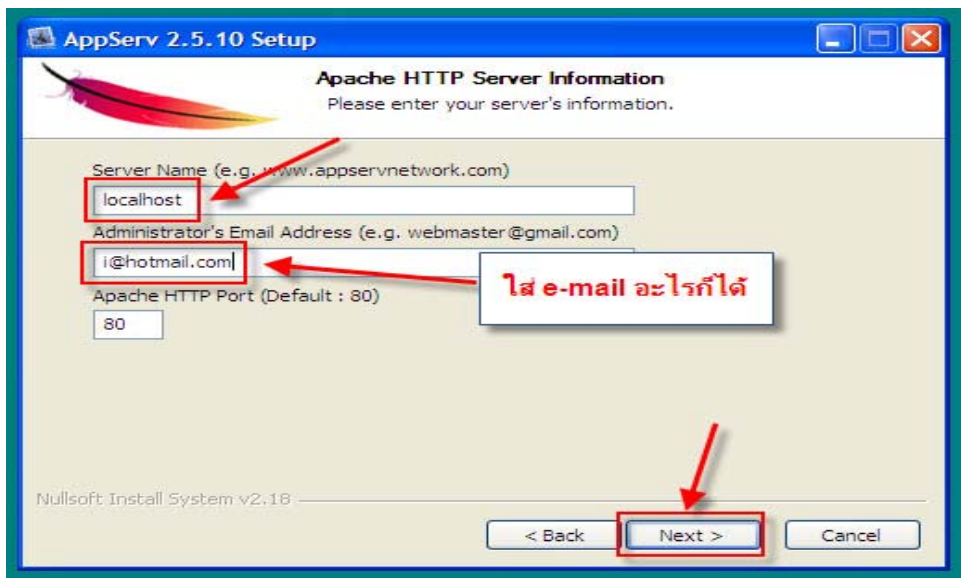 AppServ 2.5.10 Setup
Apache HTTP Server Information
Please enter your server's information.
Server Name (e.g. www.appservnetwork.com)
localhost
Administrator's Email Address (e.g. webmaster@gmail.com)
i@hotmail.com
ใส่ e-mail อะไรก็ได้
Apache HTTP Port (Default : 80)
80
Nullsoft Install System v2.18
< Back
Next >
Cancel